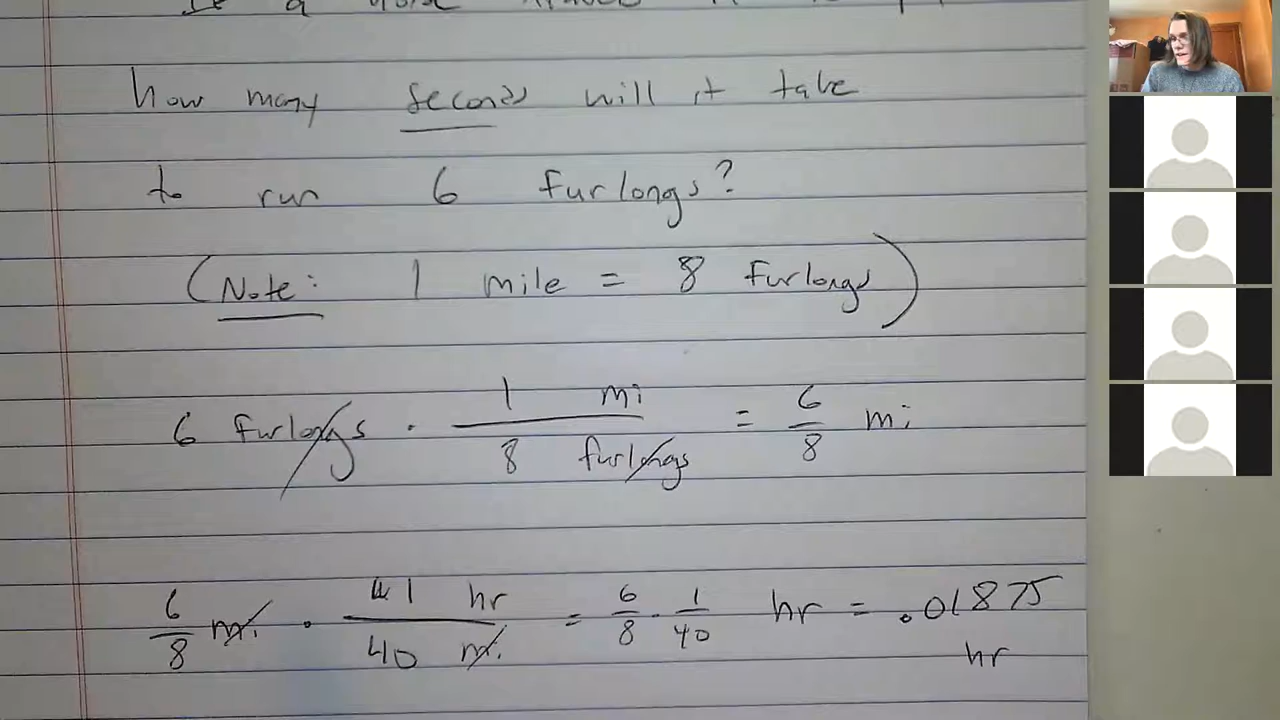 how many seconds will it take
to run 6 furlongs?
(Note: 1 mile = 8 furlongs)
6 furlongs · 1 mi / 8 furlongs = 6/8 mi
6/8 mi · 1 hr / 40 mi = 6/8 · 1/40 hr = .01875
hr